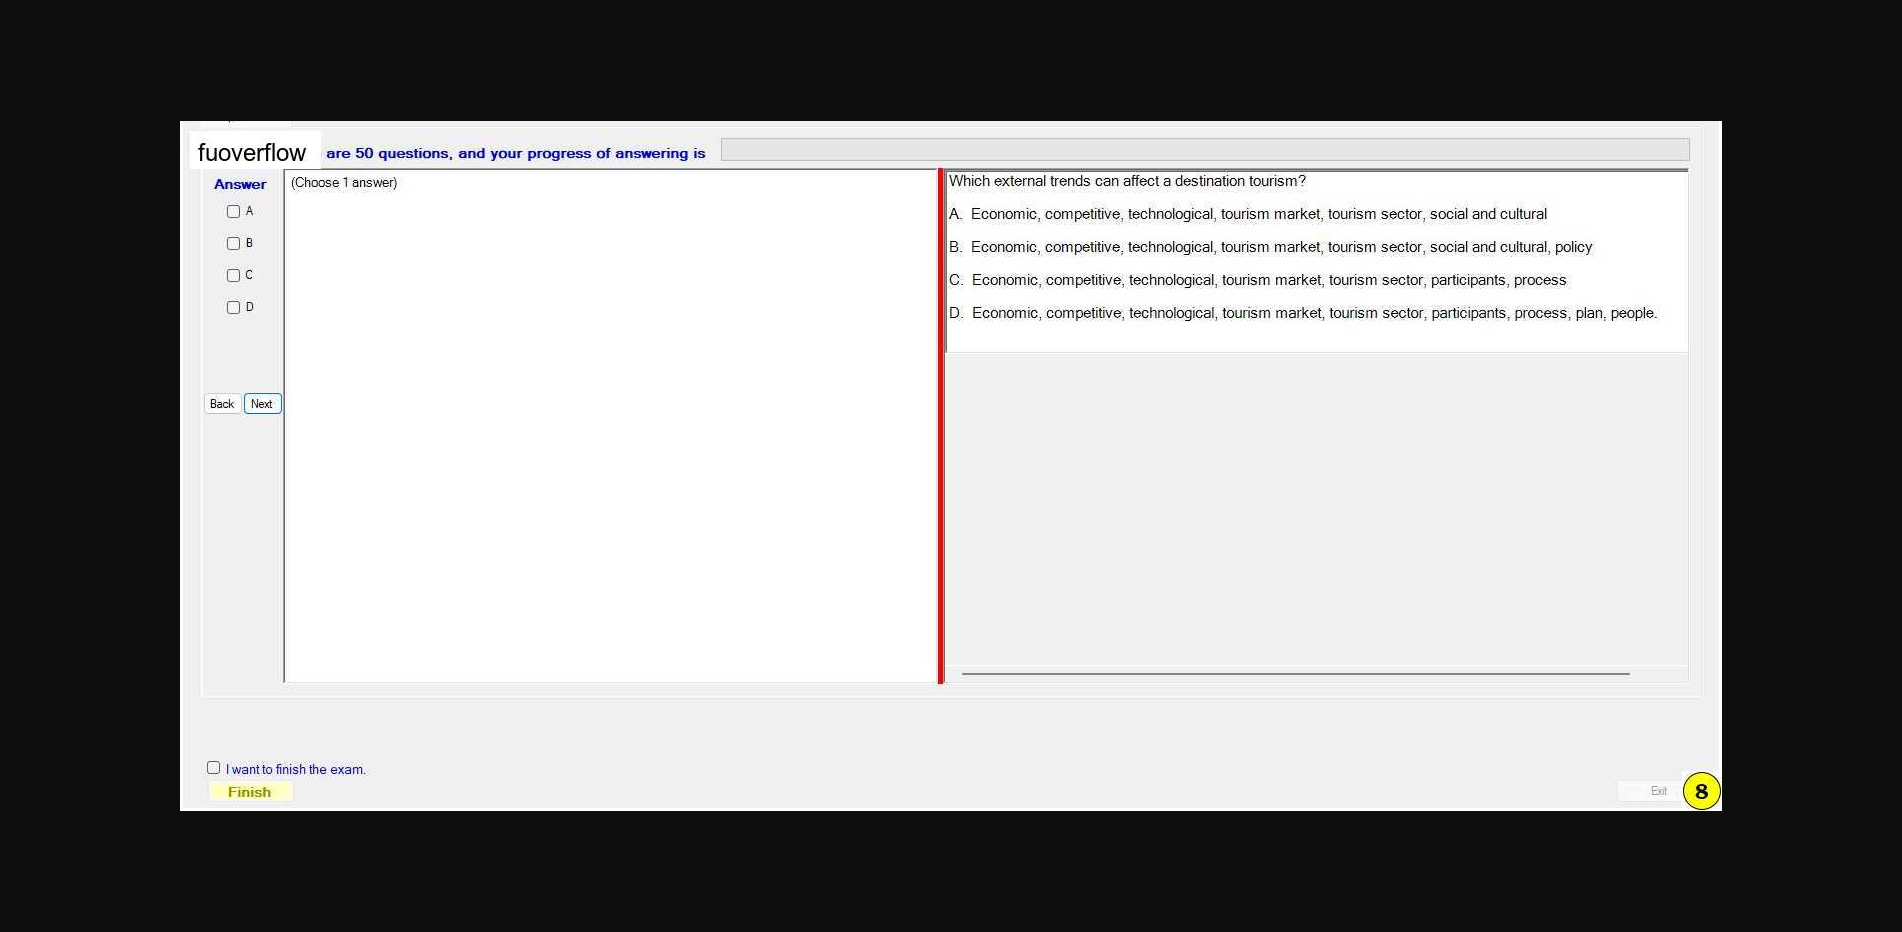 fuoverflow are 50 questions, and your progress of answering is
Answer
(Choose 1 answer)
A
B
C
D
Back Next
Which external trends can affect a destination tourism?
A. Economic, competitive, technological, tourism market, tourism sector, social and cultural
B. Economic, competitive, technological, tourism market, tourism sector, social and cultural, policy
C. Economic, competitive, technological, tourism market, tourism sector, participants, process
D. Economic, competitive, technological, tourism market, tourism sector, participants, process, plan, people.
I want to finish the exam.
Finish
Exit
8